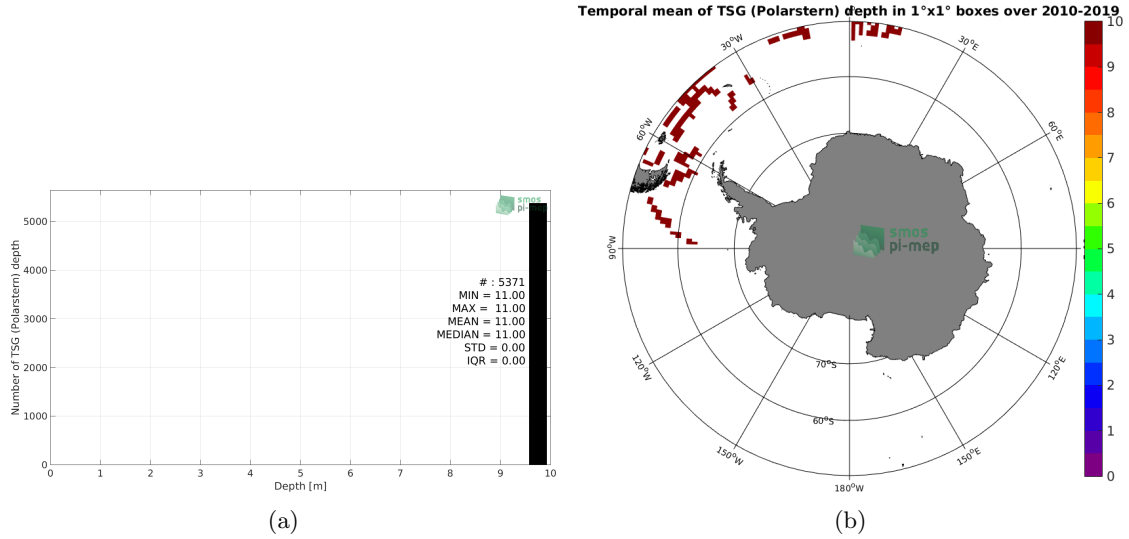 Number of TSG (Polarstern) depth
5000
4000
3000
2000
1000
0
0 1 2 3 4 5 6 7 8 9 10
Depth [m]
smos
pi-mep
# : 5371
MIN = 11.00
MAX = 11.00
MEAN = 11.00
MEDIAN = 11.00
STD = 0.00
IQR = 0.00
(a)
Temporal mean of TSG (Polarstern) depth in 1°x1° boxes over 2010-2019
30°W
30°E
60°W
60°E
90°W
120°W
120°E
150°W
150°E
180°W
70°S
60°S
smos
pi-mep
10
9
8
7
6
5
4
3
2
1
0
(b)